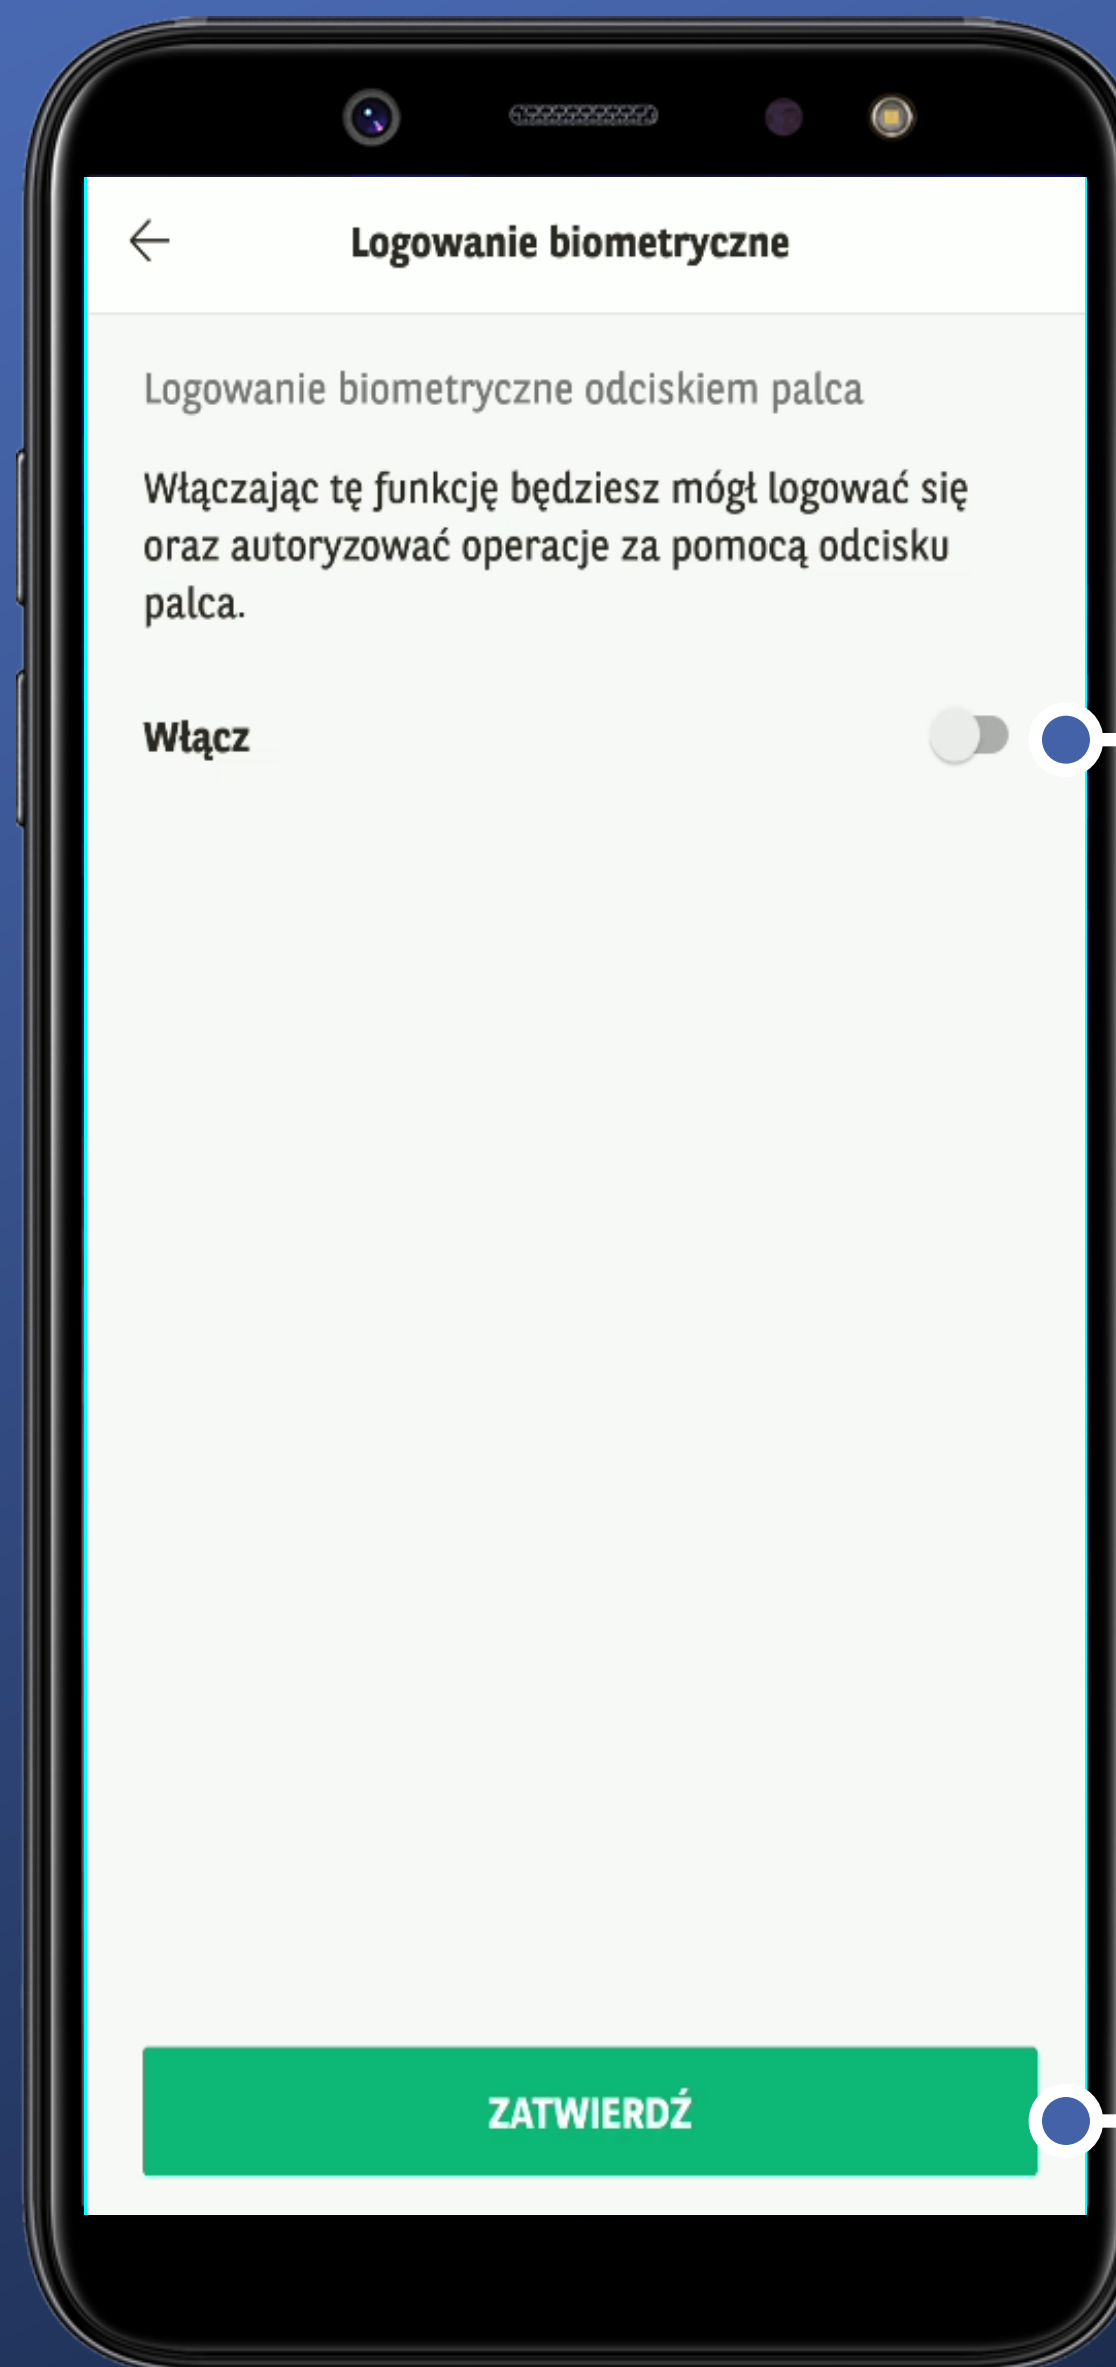 Logowanie biometryczne
Logowanie biometryczne odciskiem palca
Włączając tę funkcję będziesz mógł logować się
oraz autoryzować operacje za pomocą odcisku
palca.
Włącz
ZATWIERDŹ